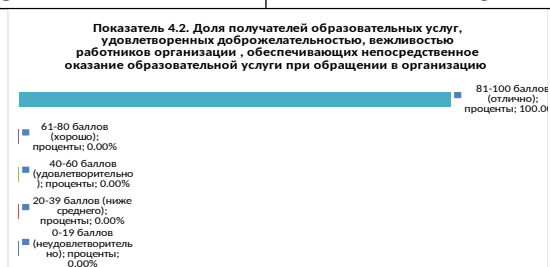 Показатель 4.2. Доля получателей образовательных услуг,
удовлетворенных доброжелательностью, вежливостью
работников организации , обеспечивающих непосредственное
оказание образовательной услуги при обращении в организацию
81-100 баллов
(отлично);
проценты; 100.00
61-80 баллов
(хорошо);
проценты; 0.00%
40-60 баллов
(удовлетворительно
); проценты; 0.00%
20-39 баллов (ниже
среднего);
проценты; 0.00%
0-19 баллов
(неудовлетворитель
но); проценты;
0.00%